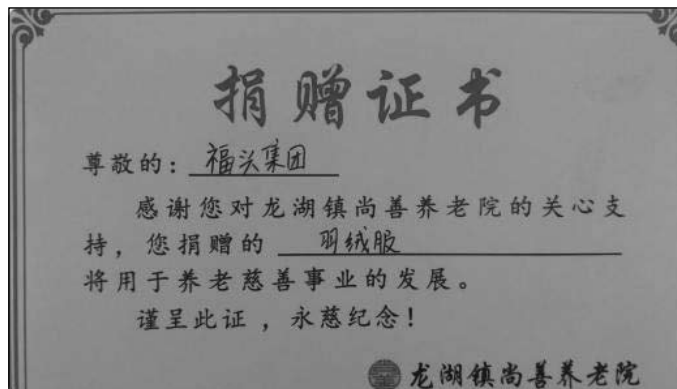 捐赠证书
尊敬的：福头集团
感谢您对龙湖镇尚善养老院的关心支
持，您捐赠的 羽绒服
将用于养老慈善事业的发展。
谨呈此证，永慈纪念！
龙湖镇尚善养老院